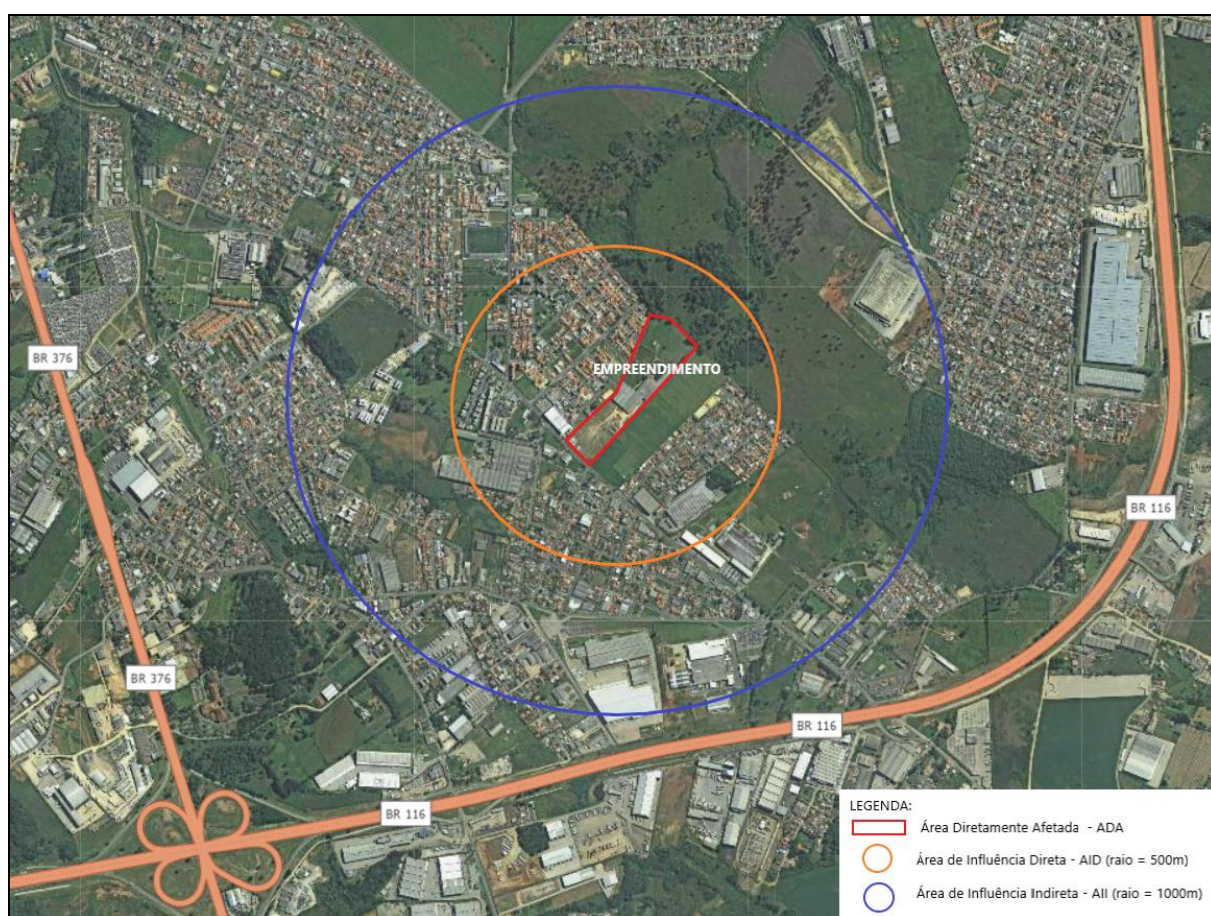 BR 376
EMPREENDIMENTO
BR 116
BR 376
BR 116
BR 116
LEGENDA:
Área Diretamente Afetada - ADA
Área de Influência Direta - AID (raio = 500m)
Área de Influência Indireta - AII (raio = 1000m)